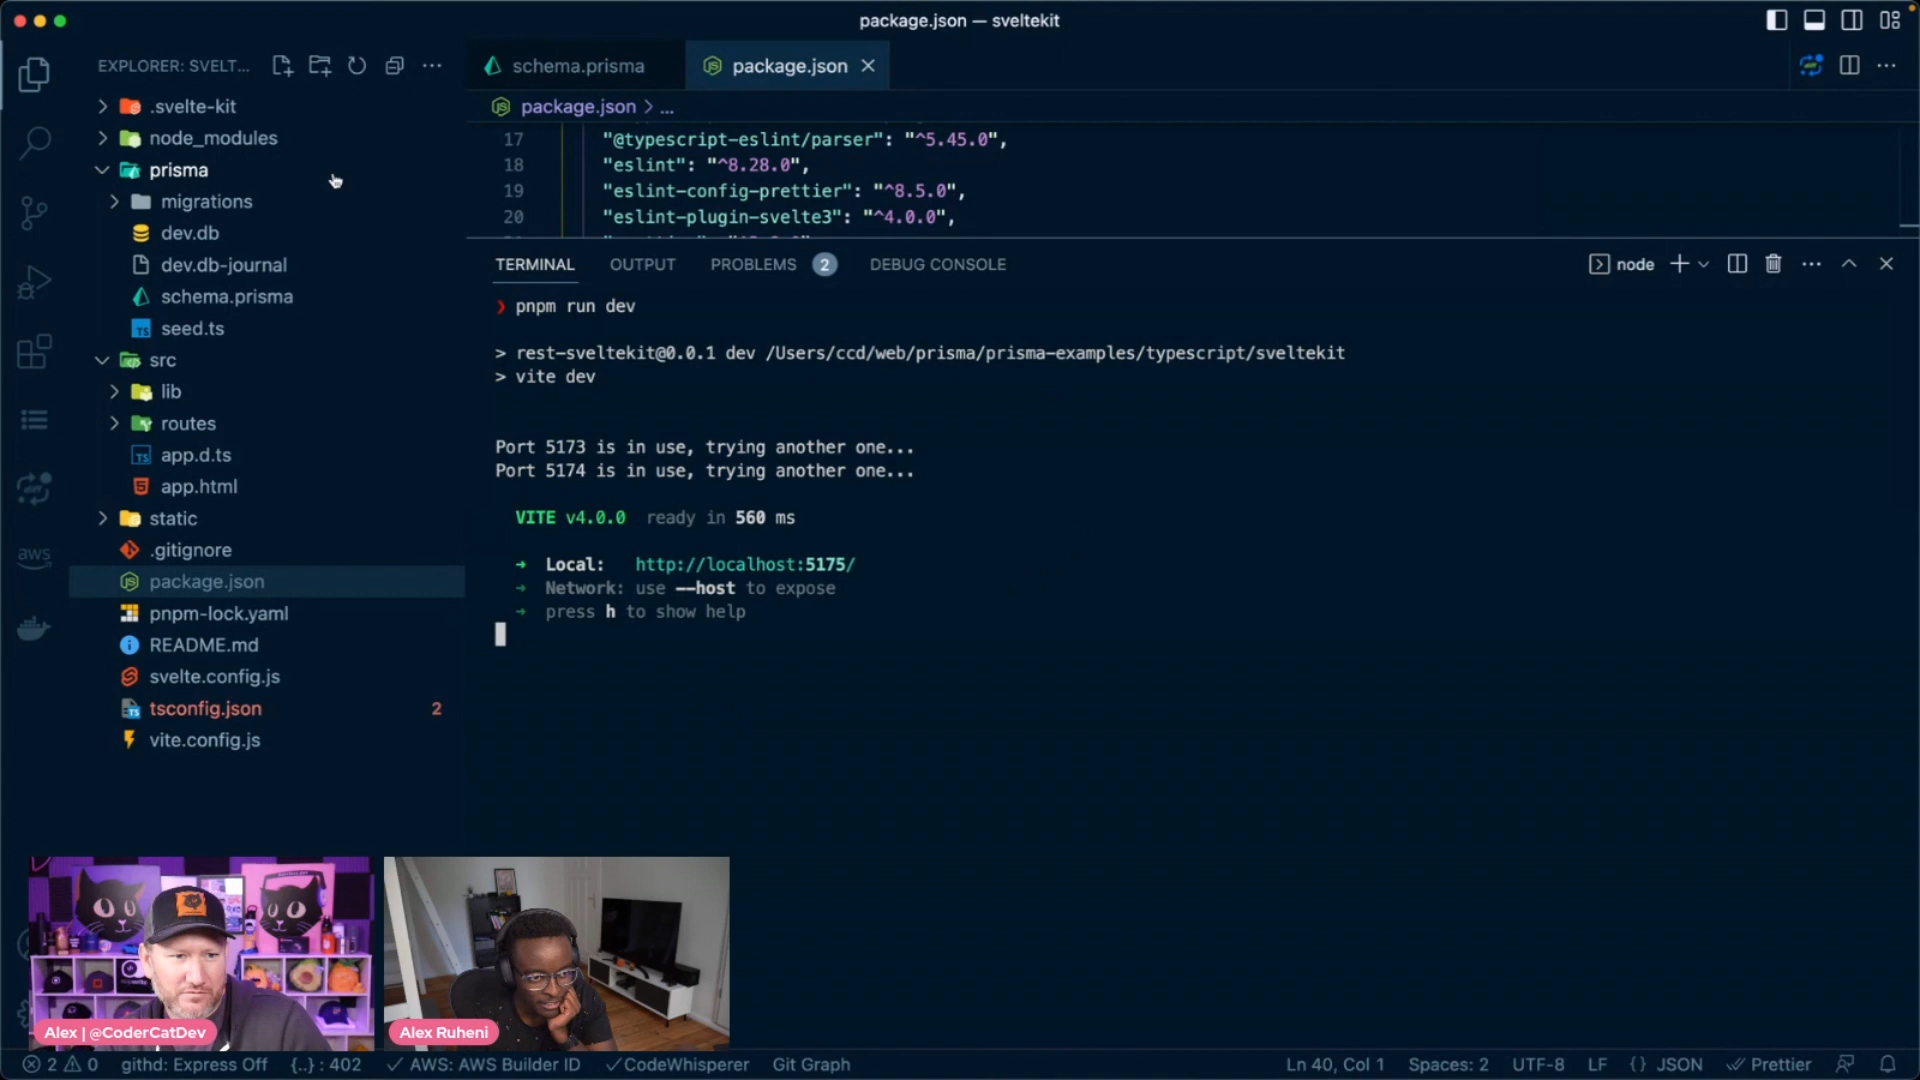 package.json — sveltekit
EXPLORER: SVELT...
.svelte-kit
node_modules
prisma
migrations
dev.db
dev.db-journal
schema.prisma
seed.ts
src
lib
routes
app.d.ts
app.html
static
.gitignore
package.json
pnpm-lock.yaml
README.md
svelte.config.js
tsconfig.json 2
vite.config.js
aws
schema.prisma package.json
package.json > ...
17 "@typescript-eslint/parser": "^5.45.0",
18 "eslint": "^8.28.0",
19 "eslint-config-prettier": "^8.5.0",
20 "eslint-plugin-svelte3": "^4.0.0",
TERMINAL OUTPUT PROBLEMS 2 DEBUG CONSOLE node
❯ pnpm run dev
> rest-sveltekit@0.0.1 dev /Users/ccd/web/prisma/prisma-examples/typescript/sveltekit
> vite dev
Port 5173 is in use, trying another one...
Port 5174 is in use, trying another one...
VITE v4.0.0 ready in 560 ms
➜ Local: http://localhost:5175/
➜ Network: use --host to expose
➜ press h to show help
Alex | @CoderCatDev
Alex Ruheni
2 0 githd: Express Off {..} : 402 ✓ AWS: AWS Builder ID ✓ CodeWhisperer Git Graph Ln 40, Col 1 Spaces: 2 UTF-8 LF {} JSON Prettier